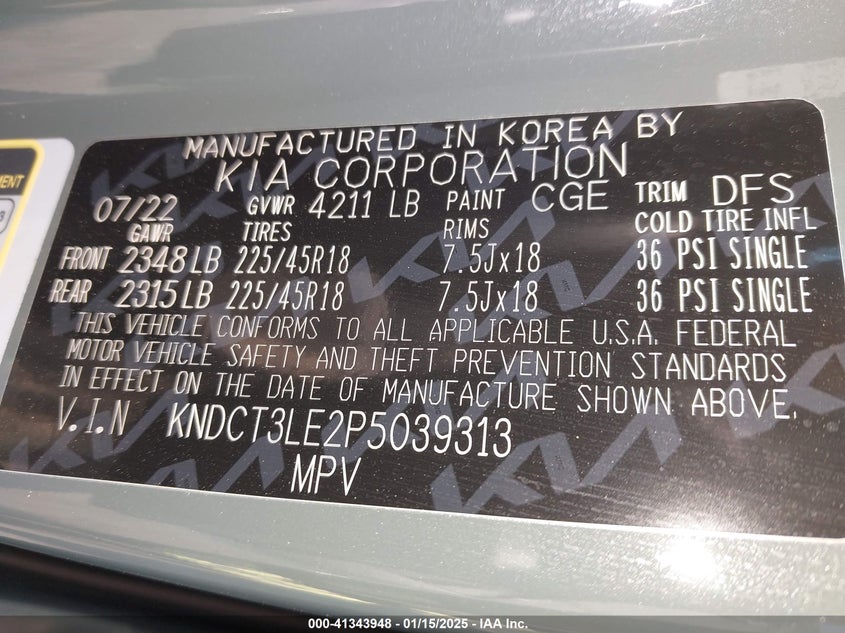 MENT
MANUFACTURED IN KOREA BY
KIA CORPORATION
07/22 GVWR 4211 LB PAINT CGE TRIM DFS
GAWR TIRES RIMS COLD TIRE INFL
FRONT 2348 LB 225/45R18 7.5Jx18 36 PSI SINGLE
REAR 2315 LB 225/45R18 7.5Jx18 36 PSI SINGLE
THIS VEHICLE CONFORMS TO ALL APPLICABLE U.S.A. FEDERAL
MOTOR VEHICLE SAFETY AND THEFT PREVENTION STANDARDS
IN EFFECT ON THE DATE OF MANUFACTURE SHOWN ABOVE.
V.I.N KNDCT3LE2P5039313
MPV
000-41343948 - 01/15/2025 - IAA Inc.